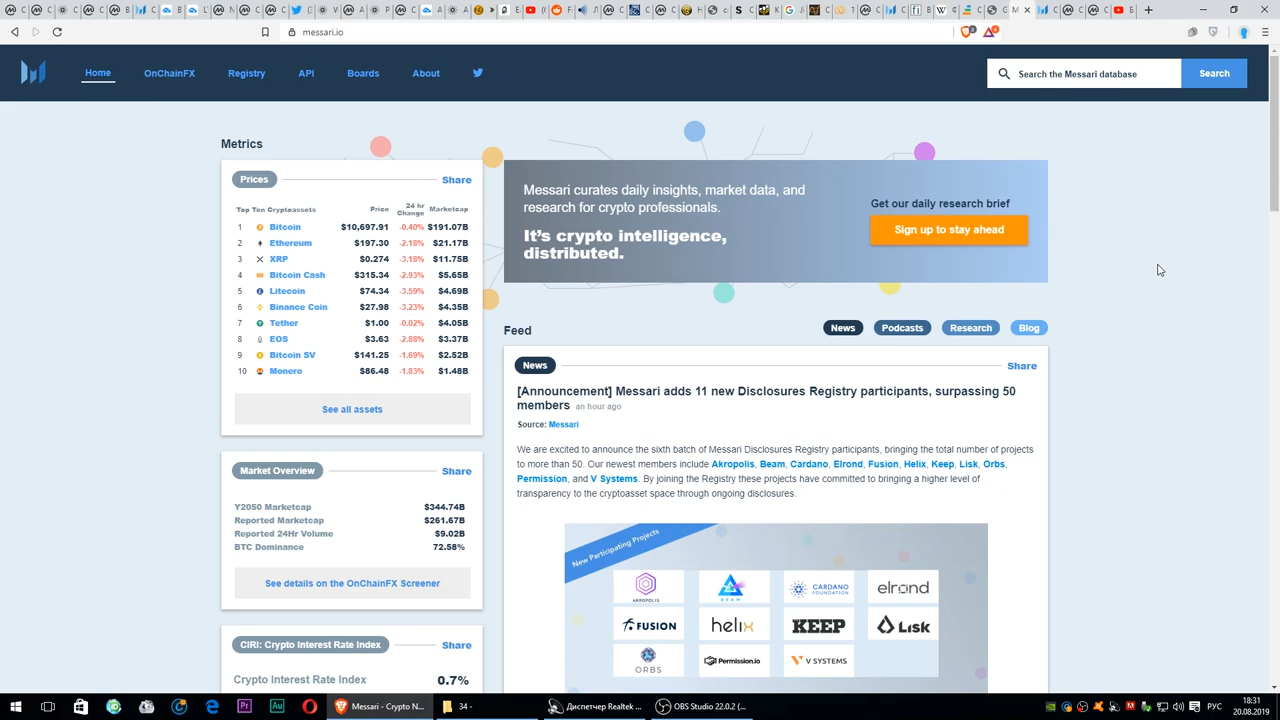 messari.io
Home OnChainFX Registry API Boards About
Search the Messari database Search
Metrics
Prices Share
Top Ten Cryptoassets Price 24 hr Change Marketcap
1 Bitcoin $10,697.91 -0.40% $191.07B
2 Ethereum $197.30 -2.18% $21.17B
3 XRP $0.274 -3.18% $11.75B
4 Bitcoin Cash $315.34 -2.93% $5.65B
5 Litecoin $74.34 -3.59% $4.69B
6 Binance Coin $27.98 -3.23% $4.35B
7 Tether $1.00 -0.02% $4.05B
8 EOS $3.63 -2.88% $3.37B
9 Bitcoin SV $141.25 -1.69% $2.52B
10 Monero $86.48 -1.83% $1.48B
See all assets
Market Overview Share
Y2050 Marketcap $344.74B
Reported Marketcap $261.67B
Reported 24Hr Volume $9.02B
BTC Dominance 72.58%
See details on the OnChainFX Screener
CIRI: Crypto Interest Rate Index Share
Crypto Interest Rate Index 0.7%
Messari curates daily insights, market data, and
research for crypto professionals.
It's crypto intelligence,
distributed.
Get our daily research brief
Sign up to stay ahead
Feed
News Podcasts Research Blog
News Share
[Announcement] Messari adds 11 new Disclosures Registry participants, surpassing 50
members an hour ago
Source: Messari
We are excited to announce the sixth batch of Messari Disclosures Registry participants, bringing the total number of projects
to more than 50. Our newest members include Akropolis, Beam, Cardano, Elrond, Fusion, Helix, Keep, Lisk, Orbs,
Permission, and V Systems. By joining the Registry these projects have committed to bringing a higher level of
transparency to the cryptoasset space through ongoing disclosures.
New Participating Projects
AKROPOLIS BEAM CARDANO FOUNDATION elrond
FUSION helix KEEP LISK
ORBS Permission.io V SYSTEMS
Messari - Crypto N...
34 -
Диспетчер Realtek ...
OBS Studio 22.0.2 (...
РУС
18:31
20.08.2019